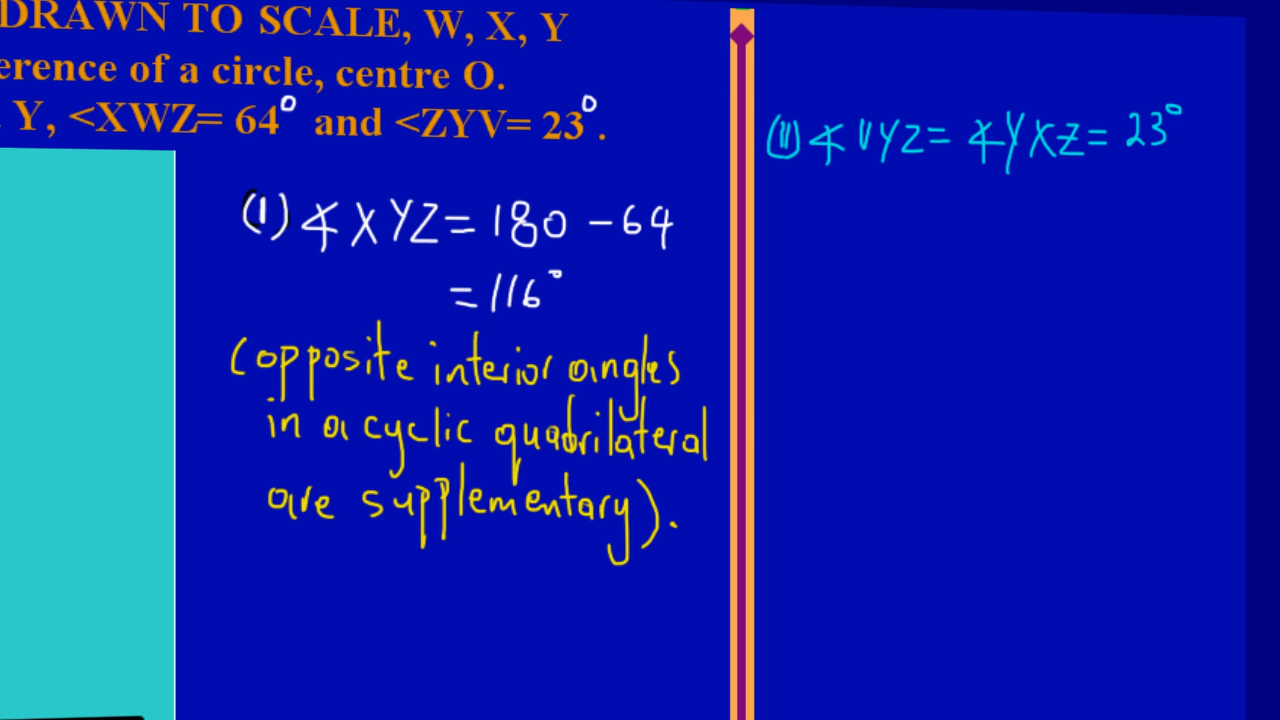 DRAWN TO SCALE, W, X, Y
erence of a circle, centre O.
Y, <XWZ= 64° and <ZYV= 23°.
(i) ∠XYZ = 180 - 64
= 116°
(opposite interior angles
in a cyclic quadrilateral
are supplementary).
(ii) ∠VYZ = ∠YXZ = 23°